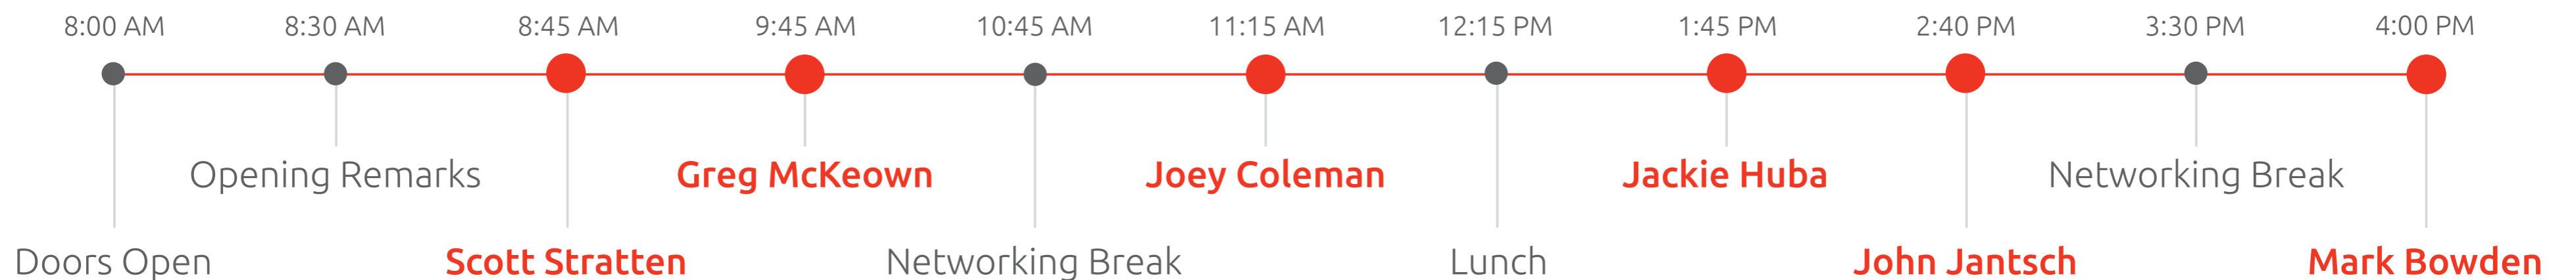 8:00 AM 8:30 AM 8:45 AM 9:45 AM 10:45 AM 11:15 AM 12:15 PM 1:45 PM 2:40 PM 3:30 PM 4:00 PM
Opening Remarks Greg McKeown Joey Coleman Jackie Huba Networking Break
Doors Open Scott Stratten Networking Break Lunch John Jantsch Mark Bowden